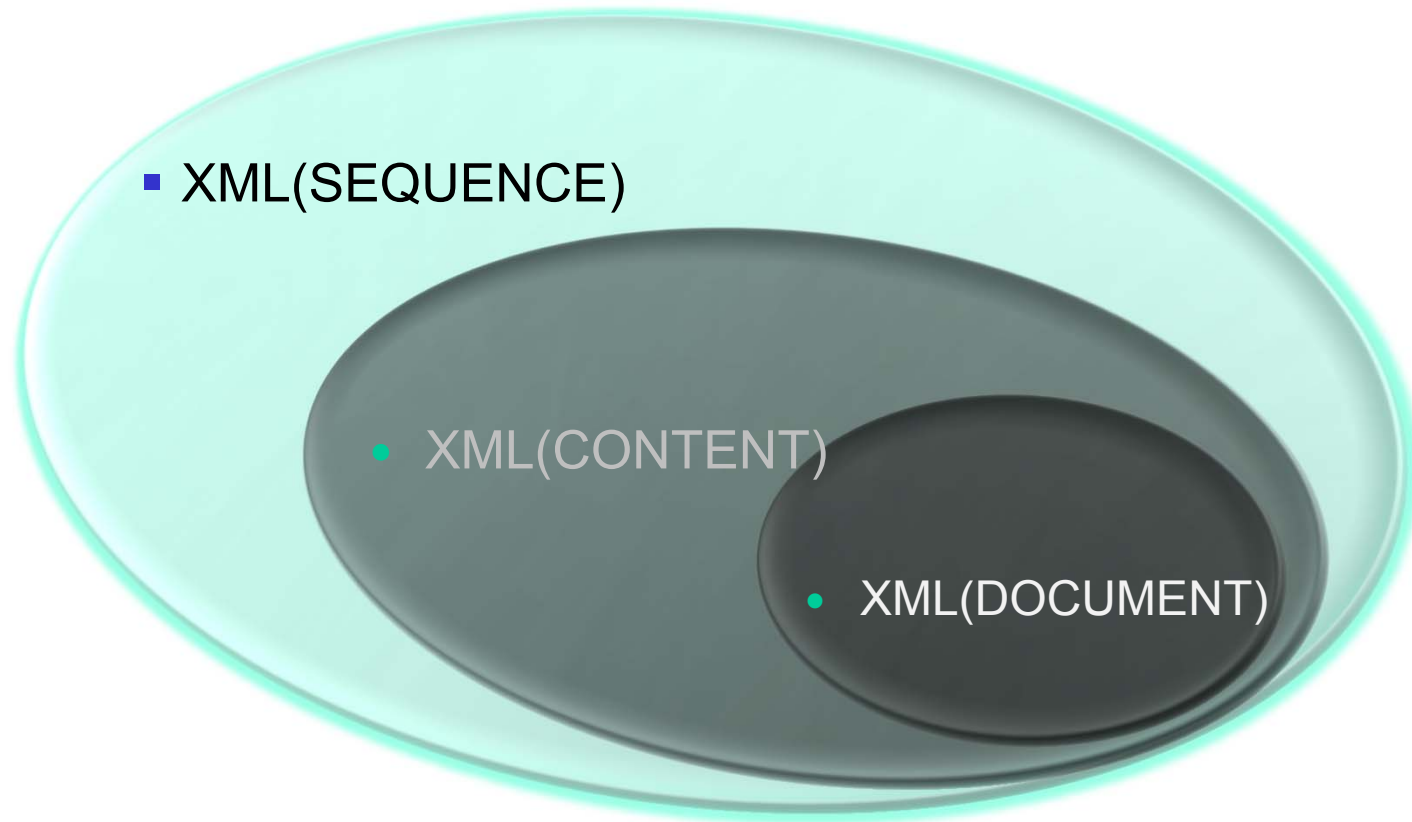 ▪ XML(SEQUENCE)
• XML(CONTENT)
• XML(DOCUMENT)